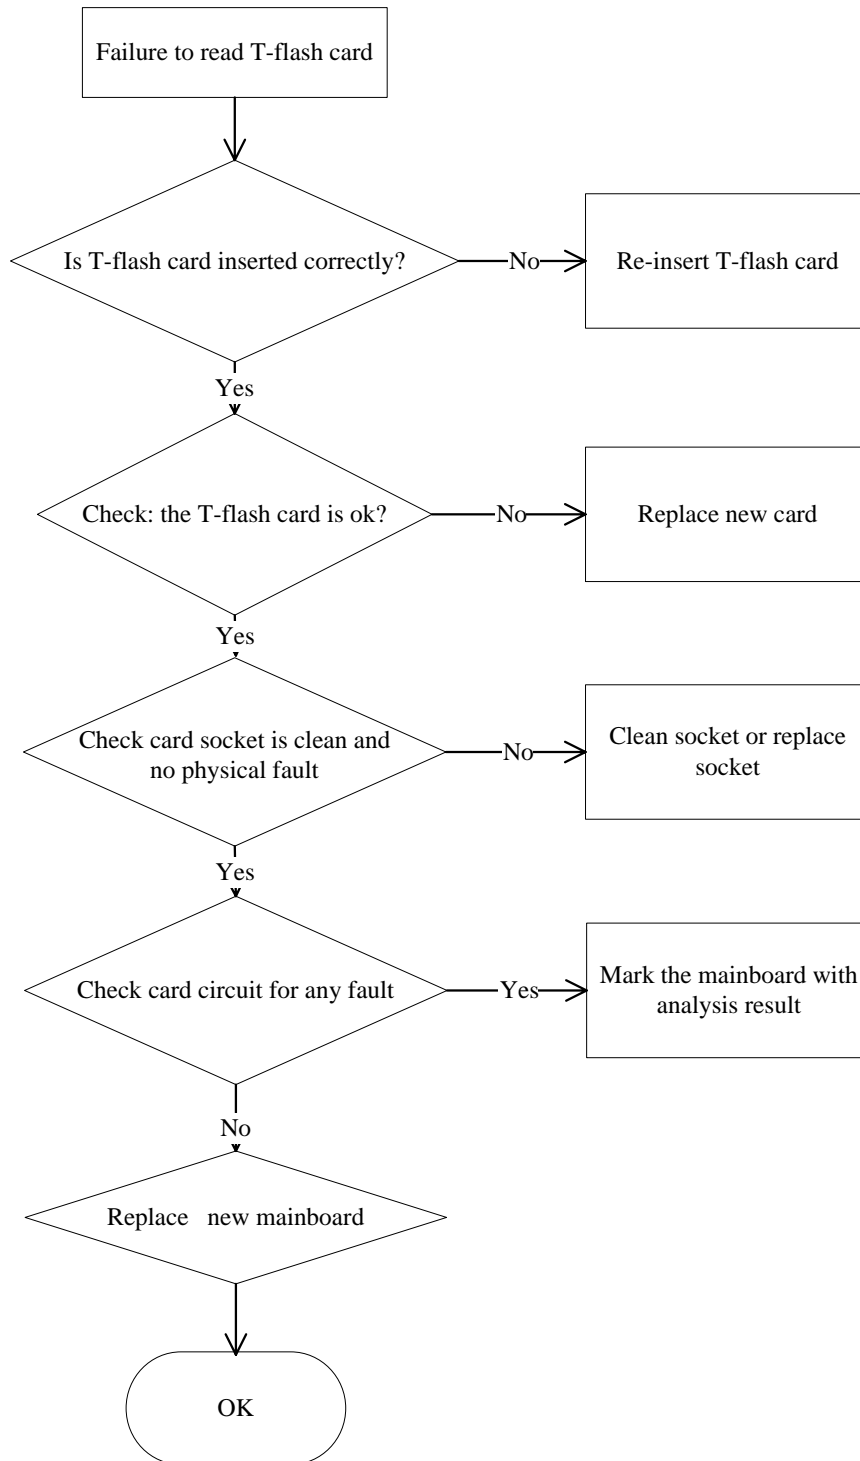 Failure to read T-flash card
Is T-flash card inserted correctly?
No
Re-insert T-flash card
Yes
Check: the T-flash card is ok?
No
Replace new card
Yes
Check card socket is clean and
no physical fault
No
Clean socket or replace
socket
Yes
Check card circuit for any fault
Yes
Mark the mainboard with
analysis result
No
Replace   new mainboard
OK